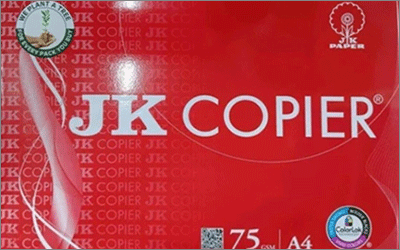 WE PLANT A TREE
FOR EVERY PACK YOU BUY
JK
PAPER
JK COPIER®
75 GSM A4
ColorLok